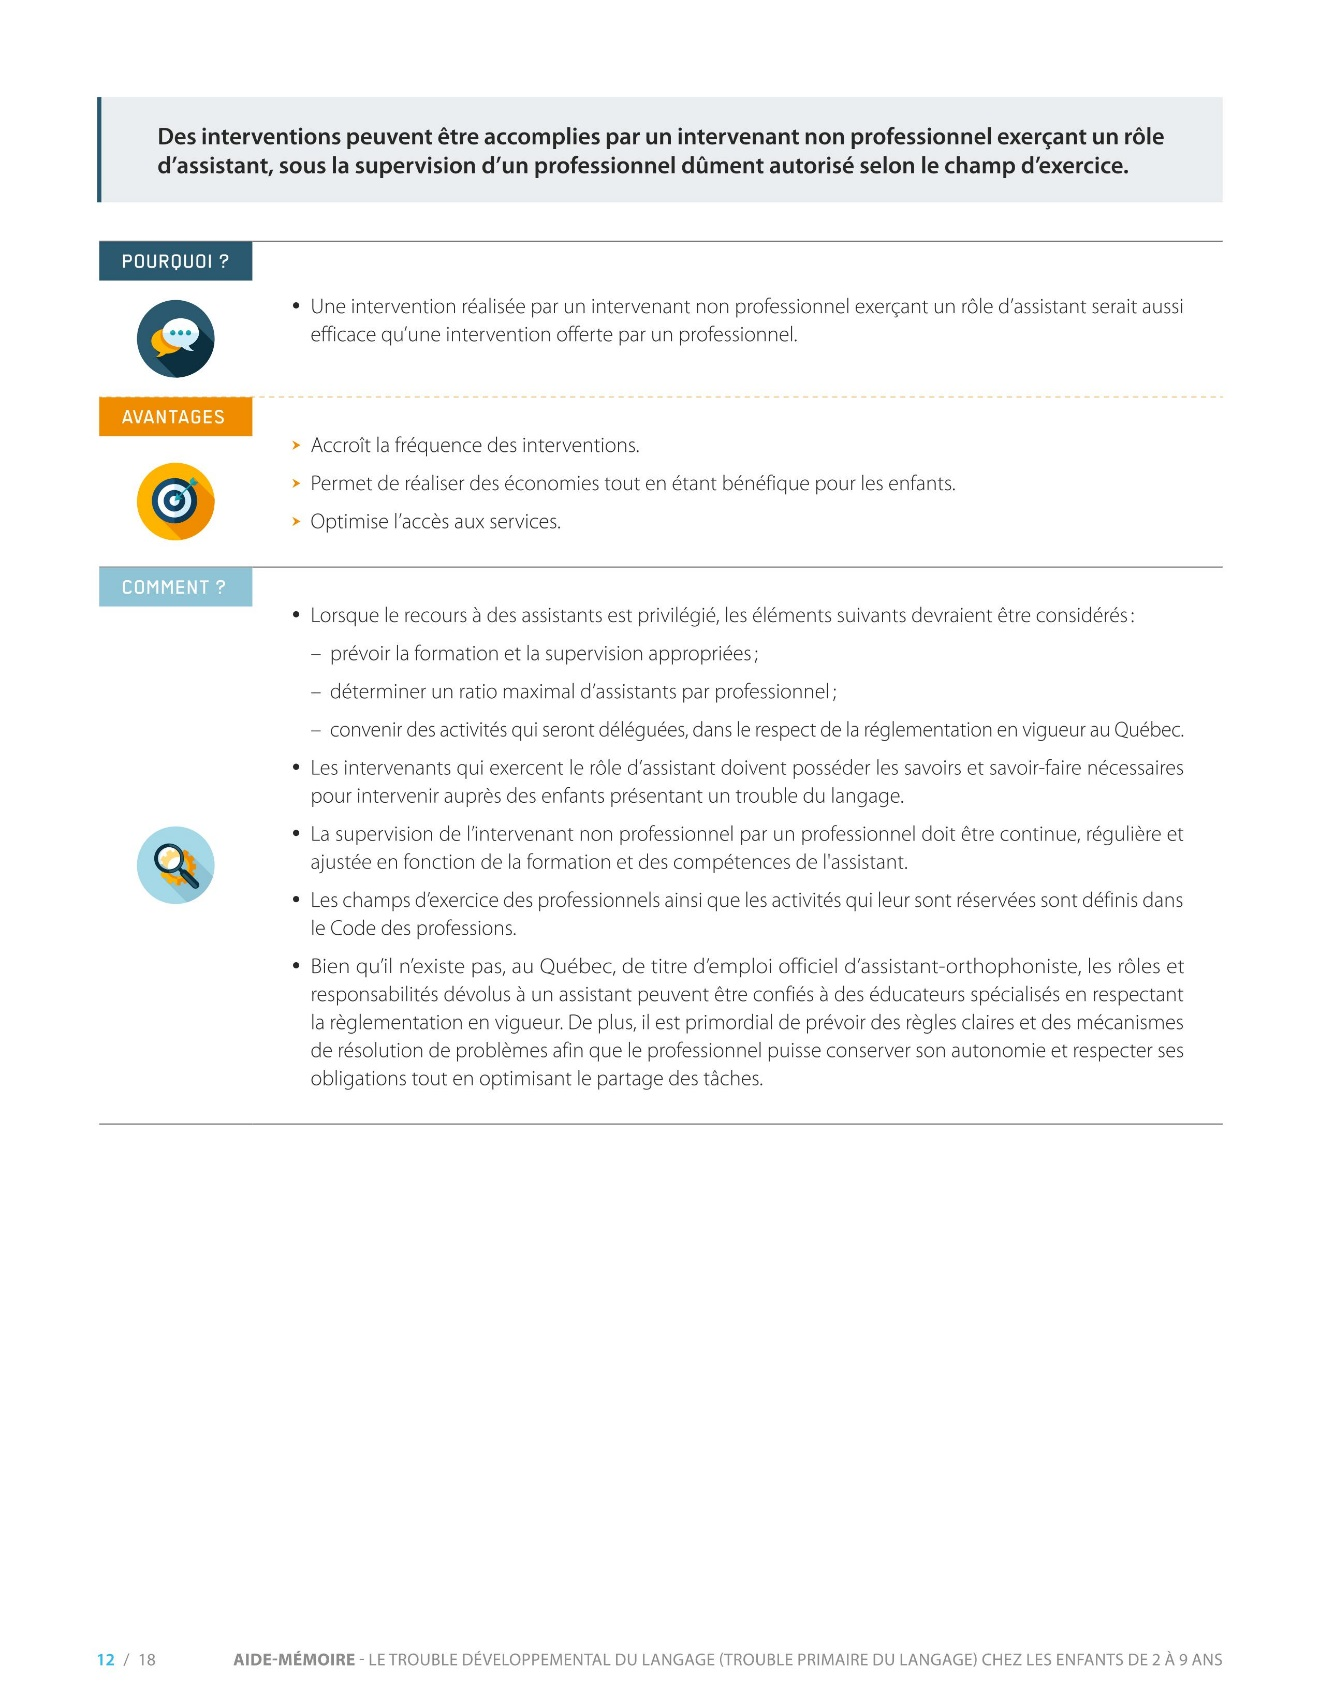 Des interventions peuvent être accomplies par un intervenant non professionnel exerçant un rôle
d’assistant, sous la supervision d’un professionnel dûment autorisé selon le champ d’exercice.
POURQUOI ?
• Une intervention réalisée par un intervenant non professionnel exerçant un rôle d’assistant serait aussi
efficace qu’une intervention offerte par un professionnel.
AVANTAGES
Accroît la fréquence des interventions.
Permet de réaliser des économies tout en étant bénéfique pour les enfants.
Optimise l’accès aux services.
COMMENT ?
• Lorsque le recours à des assistants est privilégié, les éléments suivants devraient être considérés :
– prévoir la formation et la supervision appropriées ;
– déterminer un ratio maximal d’assistants par professionnel ;
– convenir des activités qui seront déléguées, dans le respect de la réglementation en vigueur au Québec.
• Les intervenants qui exercent le rôle d’assistant doivent posséder les savoirs et savoir-faire nécessaires
pour intervenir auprès des enfants présentant un trouble du langage.
• La supervision de l’intervenant non professionnel par un professionnel doit être continue, régulière et
ajustée en fonction de la formation et des compétences de l'assistant.
• Les champs d’exercice des professionnels ainsi que les activités qui leur sont réservées sont définis dans
le Code des professions.
• Bien qu’il n’existe pas, au Québec, de titre d’emploi officiel d’assistant-orthophoniste, les rôles et
responsabilités dévolus à un assistant peuvent être confiés à des éducateurs spécialisés en respectant
la règlementation en vigueur. De plus, il est primordial de prévoir des règles claires et des mécanismes
de résolution de problèmes afin que le professionnel puisse conserver son autonomie et respecter ses
obligations tout en optimisant le partage des tâches.
12 / 18 AIDE-MÉMOIRE - LE TROUBLE DÉVELOPPEMENTAL DU LANGAGE (TROUBLE PRIMAIRE DU LANGAGE) CHEZ LES ENFANTS DE 2 À 9 ANS